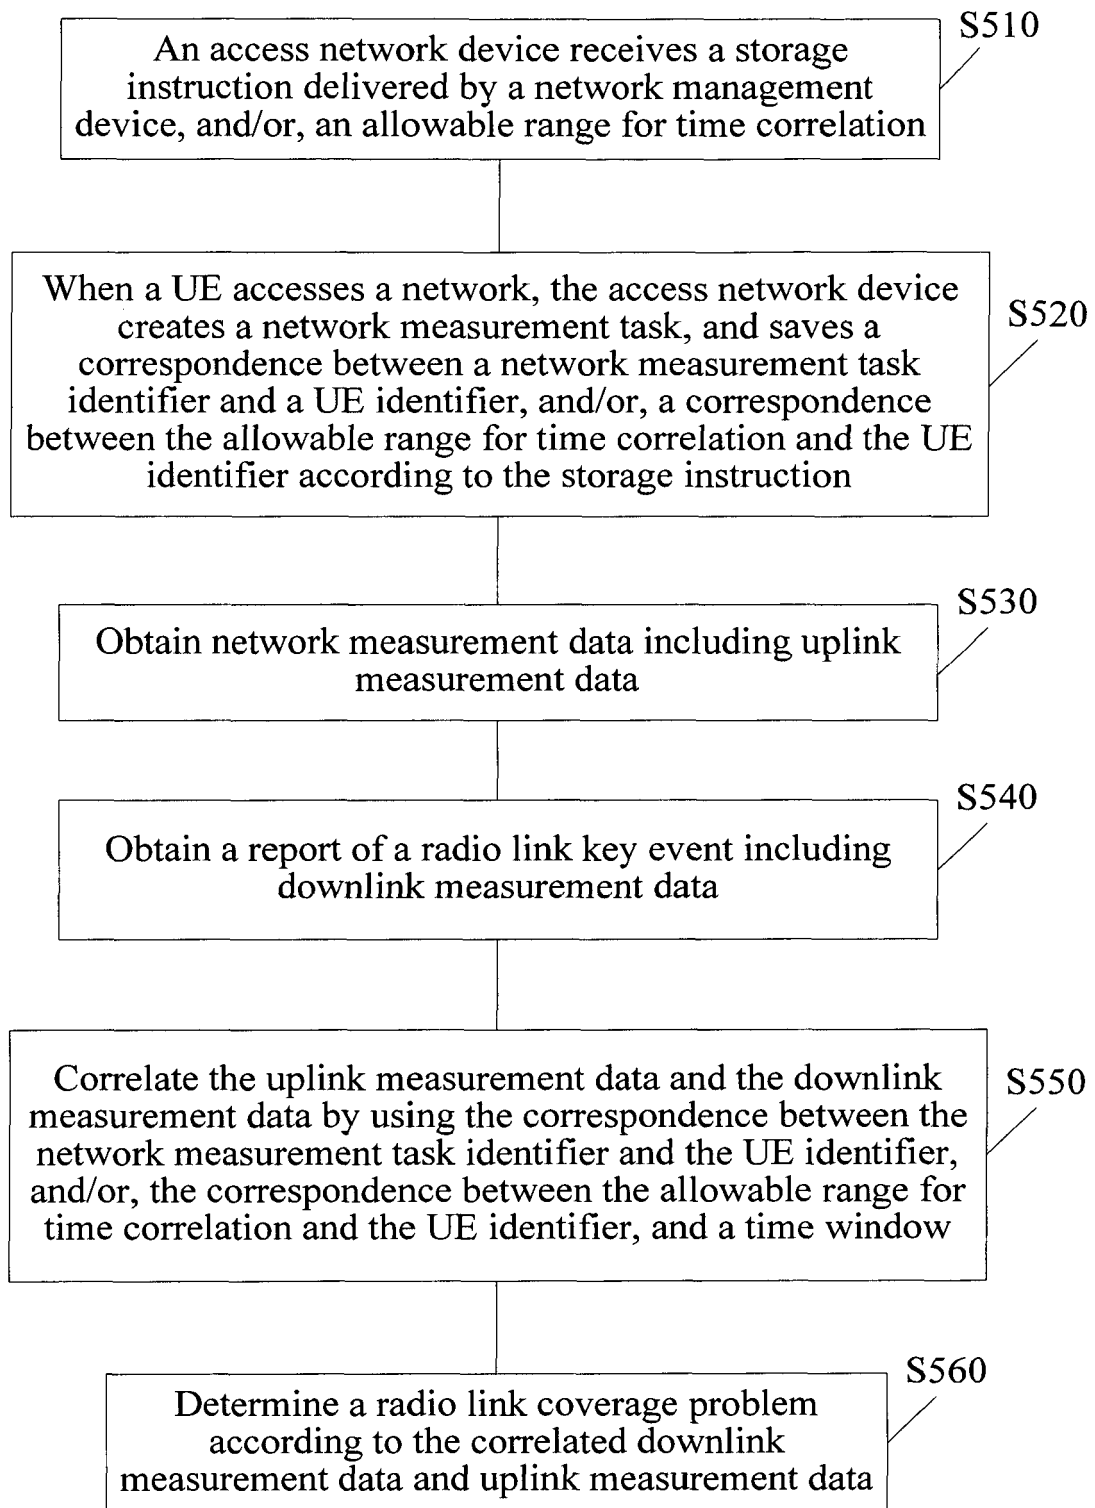 S510
An access network device receives a storage
instruction delivered by a network management
device, and/or, an allowable range for time correlation
When a UE accesses a network, the access network device
creates a network measurement task, and saves a
correspondence between a network measurement task
identifier and a UE identifier, and/or, a correspondence
between the allowable range for time correlation and the UE
identifier according to the storage instruction
S520
S530
Obtain network measurement data including uplink
measurement data
S540
Obtain a report of a radio link key event including
downlink measurement data
Correlate the uplink measurement data and the downlink
measurement data by using the correspondence between the
network measurement task identifier and the UE identifier,
and/or, the correspondence between the allowable range for
time correlation and the UE identifier, and a time window
S550
S560
Determine a radio link coverage problem
according to the correlated downlink
measurement data and uplink measurement data